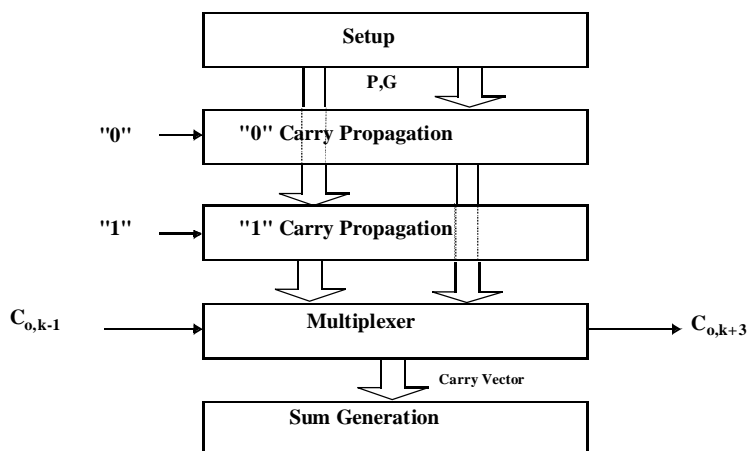 Setup
P,G
"0"
"0" Carry Propagation
"1"
"1" Carry Propagation
Co,k-1
Multiplexer
Co,k+3
Carry Vector
Sum Generation